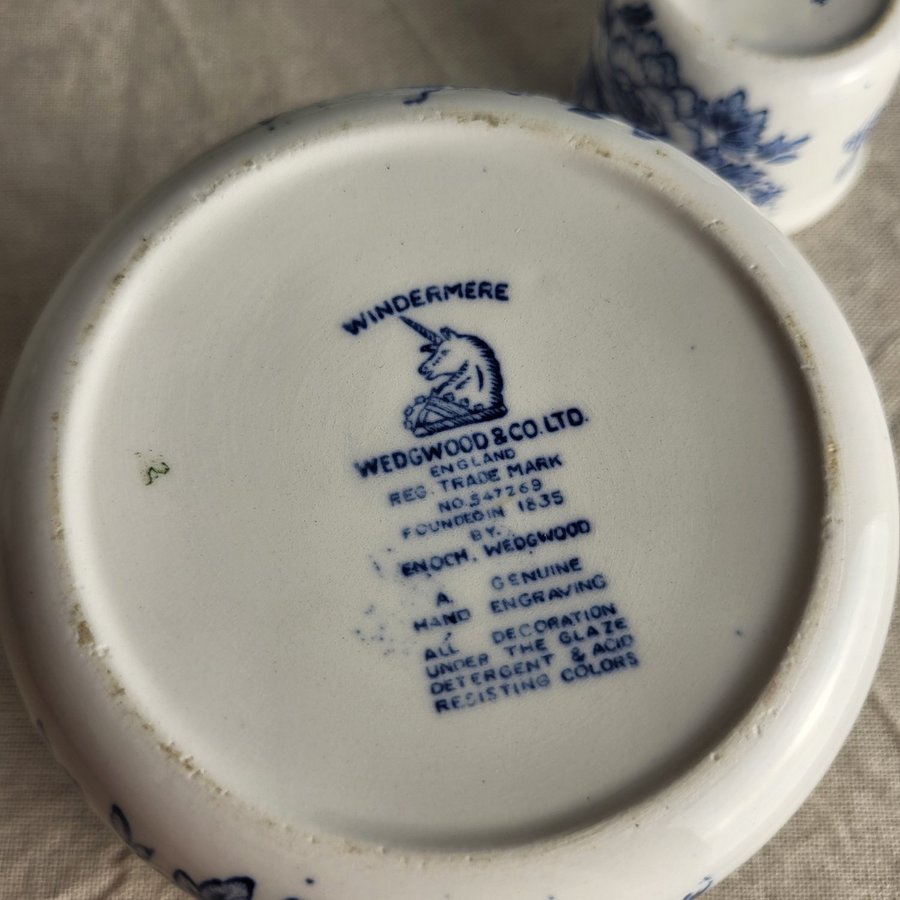 WINDERMERE
WEDGWOOD & CO. LTD.
ENGLAND
REG. TRADE MARK
NO. 547269
FOUNDED IN 1835
BY
ENOCH. WEDGWOOD
A GENUINE
HAND ENGRAVING
ALL DECORATION
UNDER THE GLAZE
DETERGENT & ACID
RESISTING COLORS